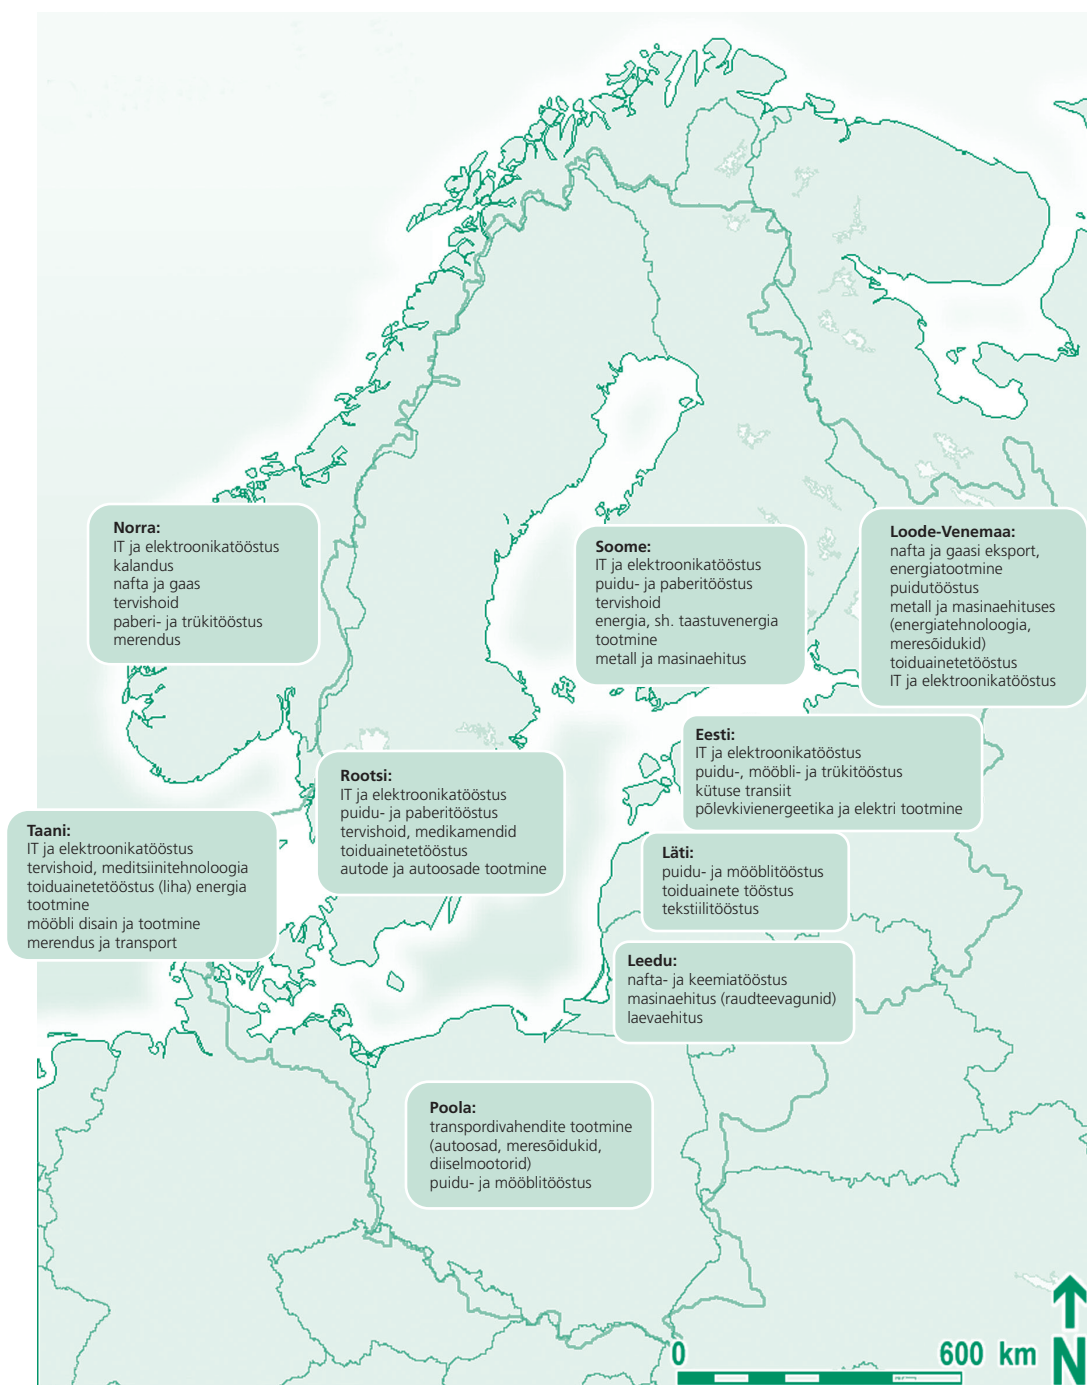 Norra:
IT ja elektroonikatööstus
kalandus
nafta ja gaas
tervishoid
paberi- ja trükitööstus
merendus
Soome:
IT ja elektroonikatööstus
puidu- ja paberitööstus
tervishoid
energia, sh. taastuvenergia
tootmine
metall ja masinaehitus
Loode-Venemaa:
nafta ja gaasi eksport,
energiatootmine
puidutööstus
metall ja masinaehituses
(energiatehnoloogia,
meresõidukid)
toiduainetetööstus
IT ja elektroonikatööstus
Eesti:
IT ja elektroonikatööstus
puidu-, mööbli- ja trükitööstus
kütuse transiit
põlevkivienergeetika ja elektri tootmine
Rootsi:
IT ja elektroonikatööstus
puidu- ja paberitööstus
tervishoid, medikamendid
toiduainetetööstus
autode ja autoosade tootmine
Taani:
IT ja elektroonikatööstus
tervishoid, meditsiinitehnoloogia
toiduainetetööstus (liha) energia
tootmine
mööbli disain ja tootmine
merendus ja transport
Läti:
puidu- ja mööblitööstus
toiduainete tööstus
tekstiilitööstus
Leedu:
nafta- ja keemiatööstus
masinaehitus (raudteevagunid)
laevaehitus
Poola:
transpordivahendite tootmine
(autoosad, meresõidukid,
diiselmootorid)
puidu- ja mööblitööstus
0 600 km N